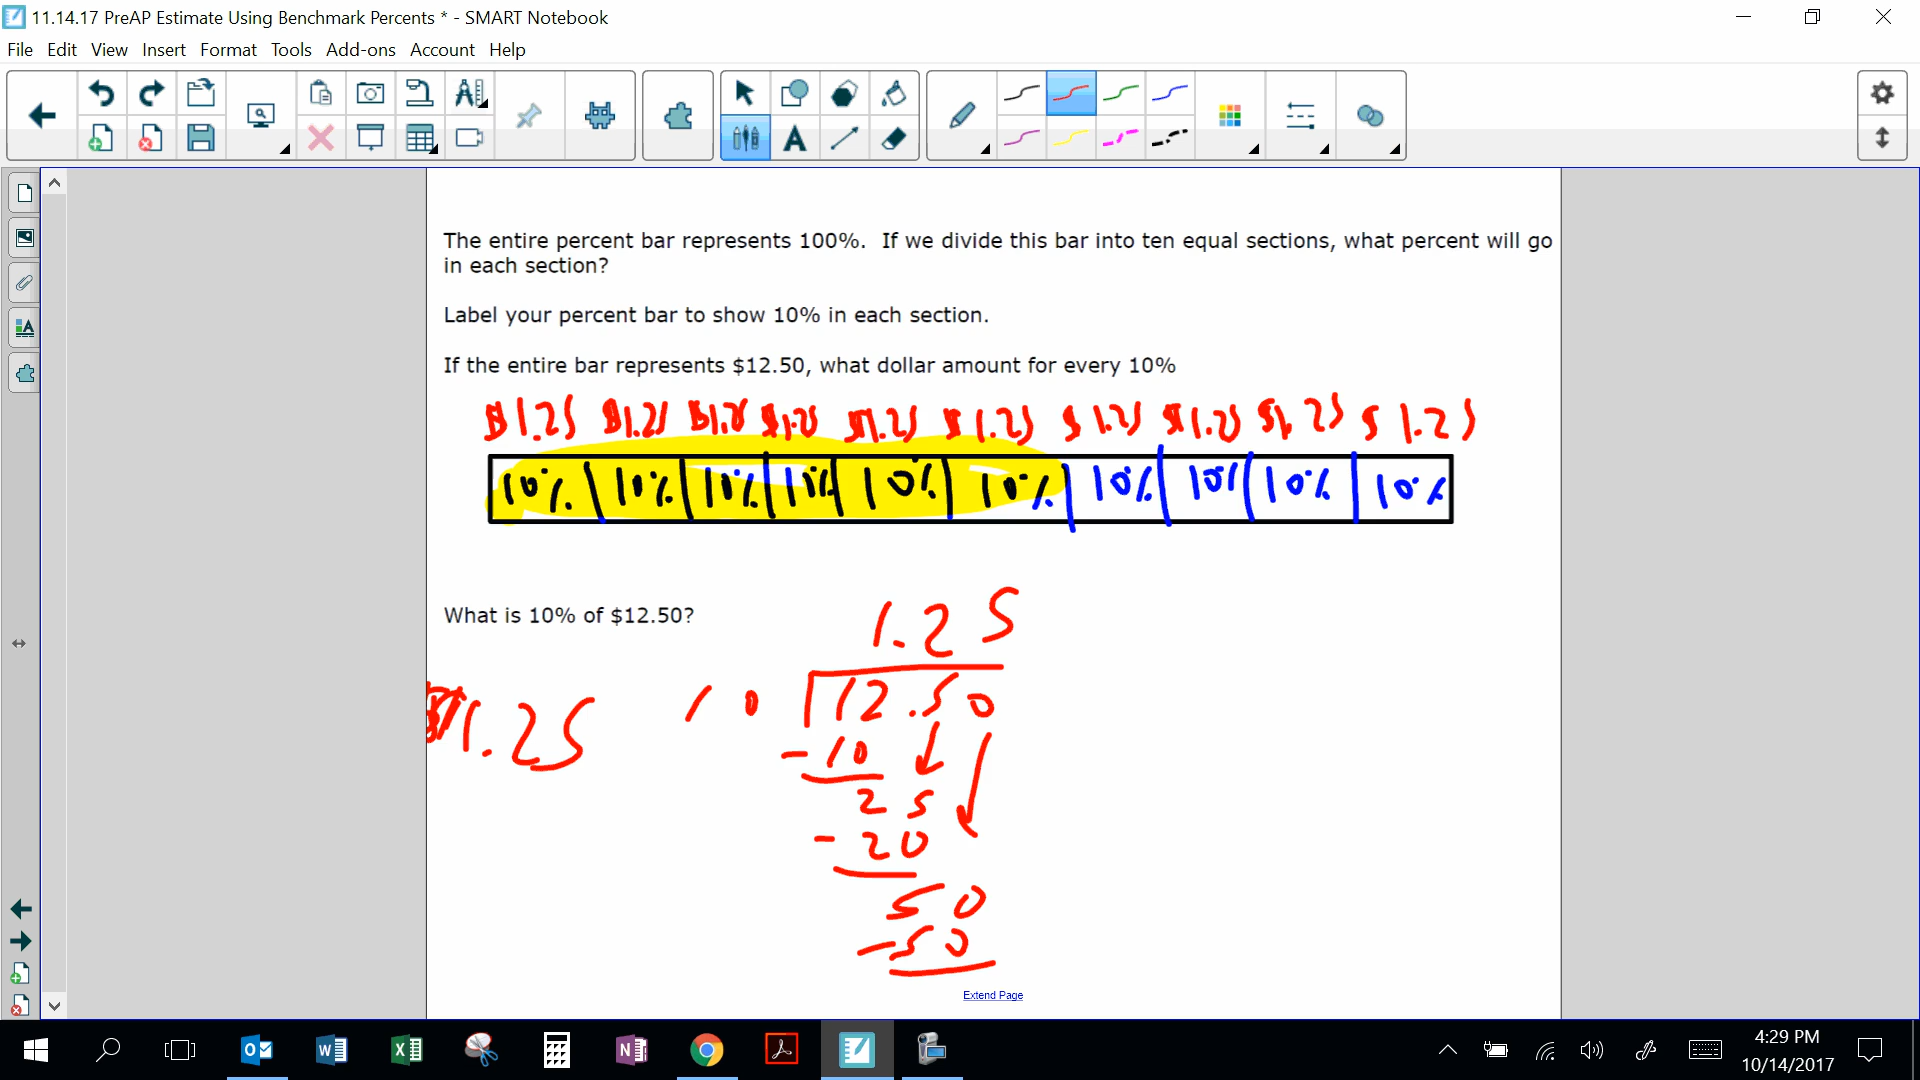 11.14.17 PreAP Estimate Using Benchmark Percents * - SMART Notebook
File Edit View Insert Format Tools Add-ons Account Help
The entire percent bar represents 100%.  If we divide this bar into ten equal sections, what percent will go
in each section?
Label your percent bar to show 10% in each section.
If the entire bar represents $12.50, what dollar amount for every 10%
$1.25 $1.25 $1.25 $1.25 $1.25 $1.25 $1.25 $1.25 $1.25 $1.25
10% 10% 10% 10% 10% 10% 10% 10% 10% 10%
What is 10% of $12.50?
1.25
$1.25 10 12.50
-10
25
-20
50
-50
Extend Page
4:29 PM
10/14/2017